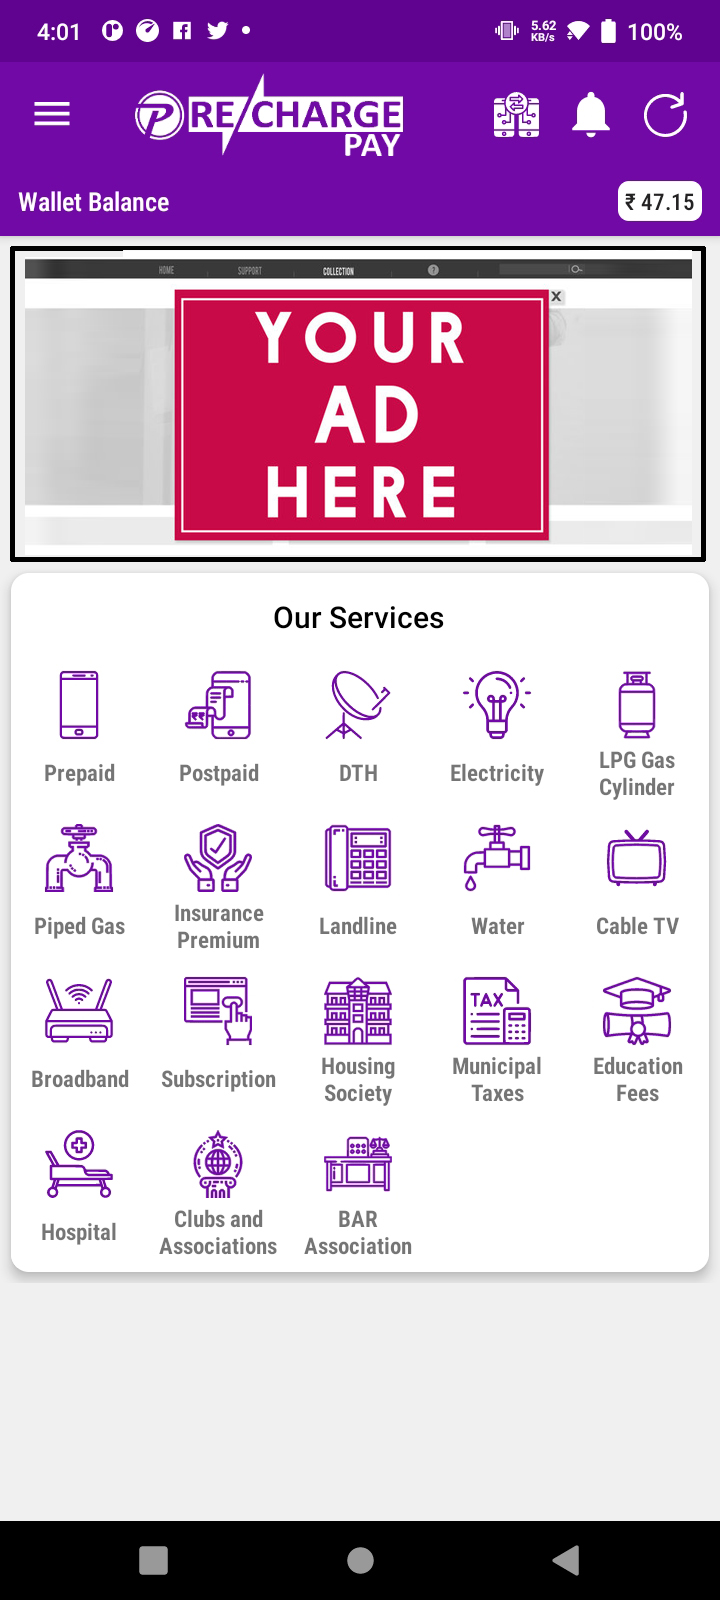 4:01
5.62
KB/s
100%
P RE/CHARGE
PAY
Wallet Balance
₹ 47.15
HOME
SUPPORT
COLLECTION
?
X
YOUR
AD
HERE
Our Services
Prepaid
Postpaid
DTH
Electricity
LPG Gas
Cylinder
Piped Gas
Insurance
Premium
Landline
Water
Cable TV
Broadband
Subscription
Housing
Society
TAX
Municipal
Taxes
Education
Fees
Hospital
Clubs and
Associations
BAR
Association